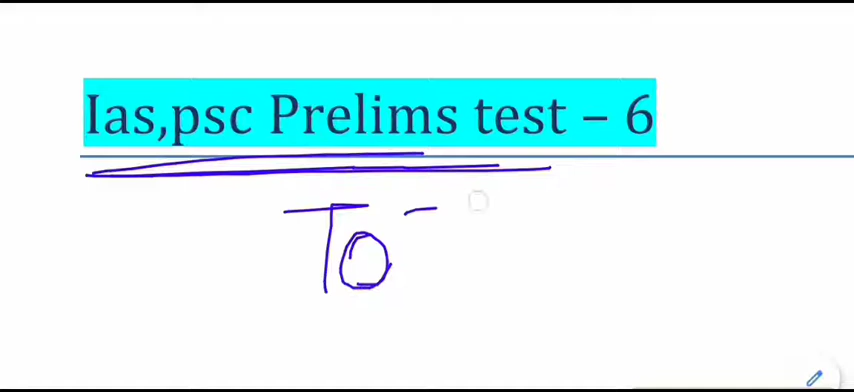 Ias,psc Prelims test – 6
To